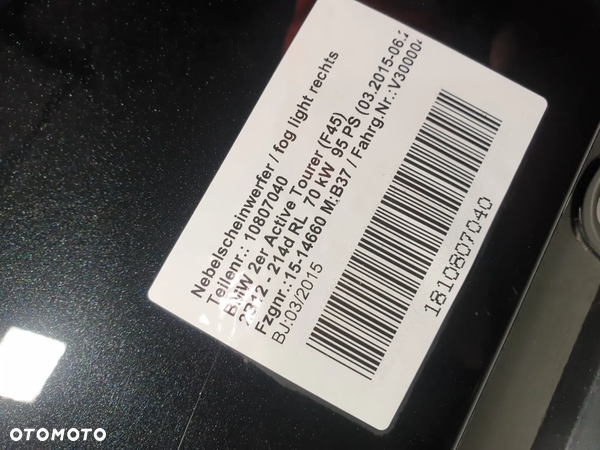 Nebelscheinwerfer / fog light rechts
Teilenr.: 10807040
BMW 2er Active Tourer (F45)
214d RL 70 kW 95 PS (03.2015-06.
Fzgnr.:15-14660 M:B37 / Fahrg.Nr.:V30000
BJ:03/2015
1810807040
OTOMOTO